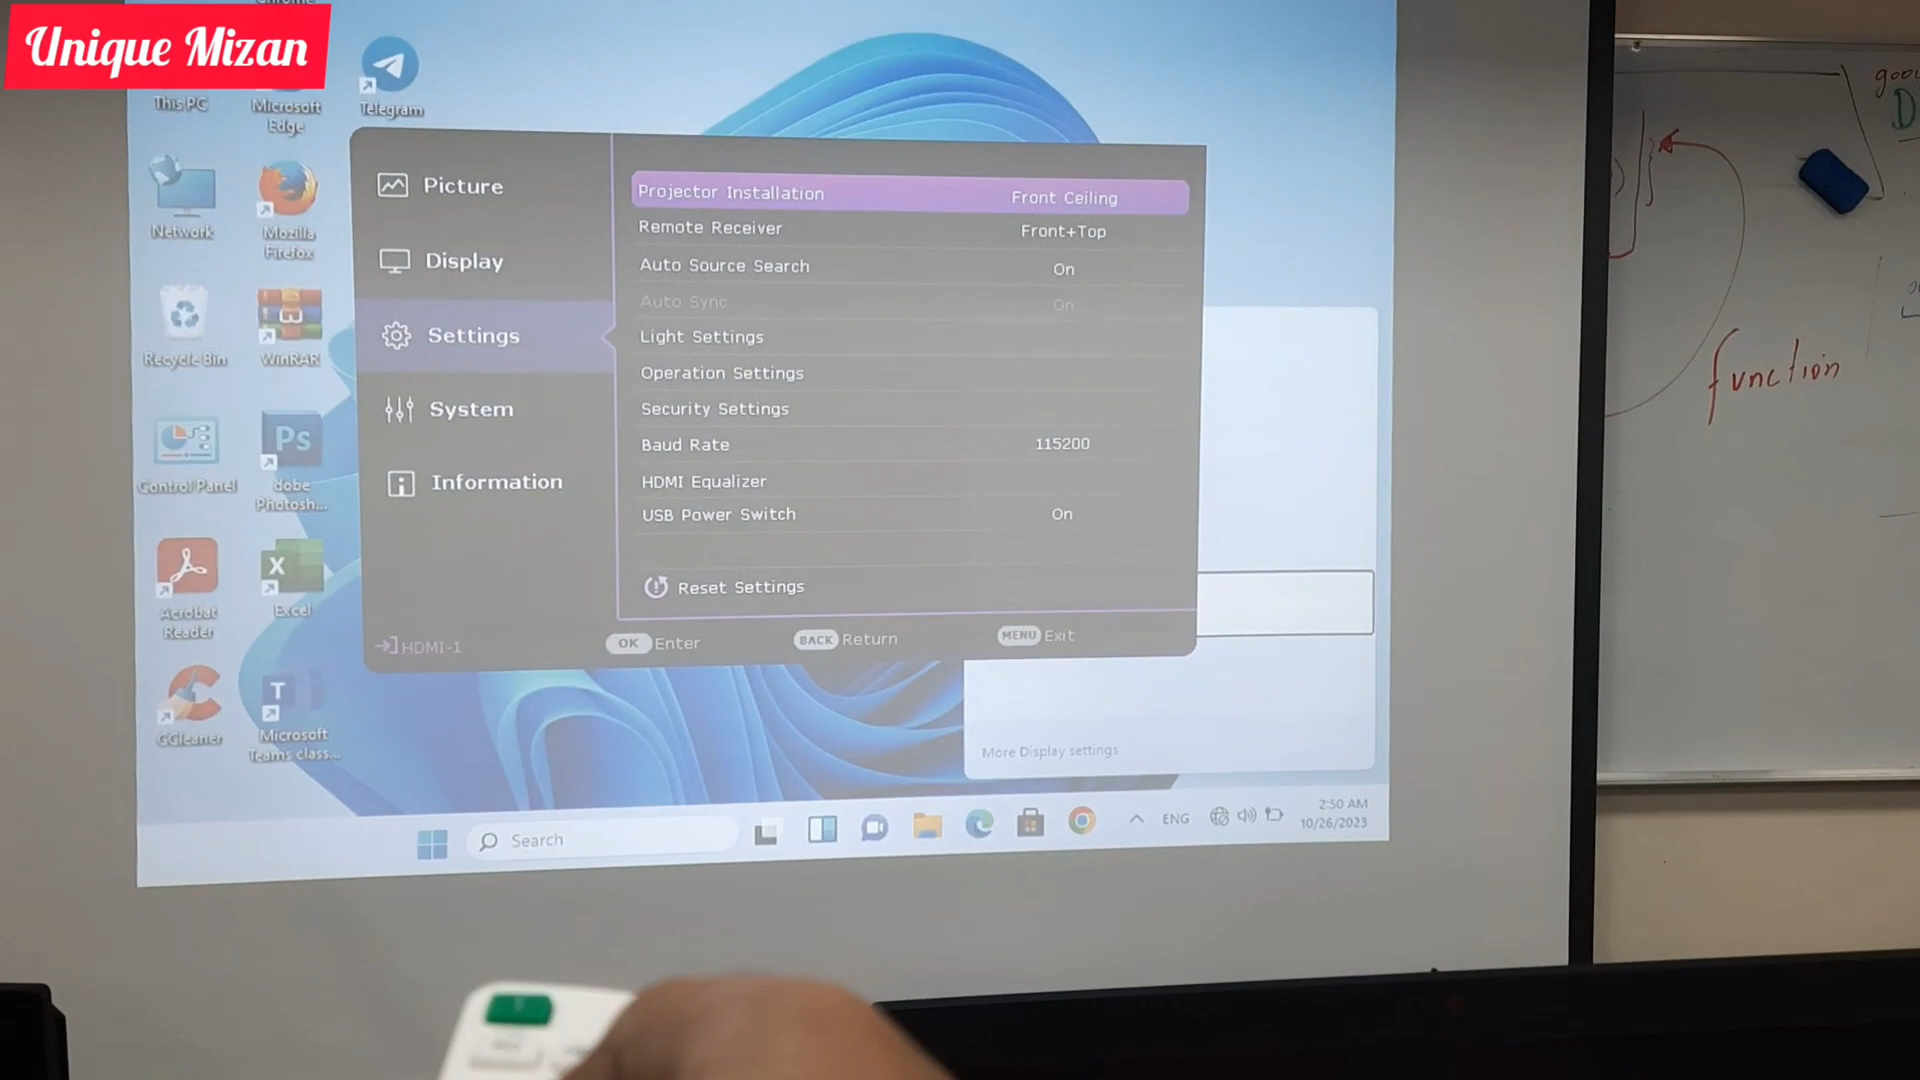 Unique Mizan
This PC
Microsoft
Edge
Telegram
Network
Mozilla
Firefox
Recycle Bin
WinRAR
Control Panel
Ps
dobe
Photosh...
Acrobat
Reader
X
Excel
CCleaner
T
Microsoft
Teams class...
Picture
Display
Settings
System
Information
Projector Installation Front Ceiling
Remote Receiver Front+Top
Auto Source Search On
Auto Sync On
Light Settings
Operation Settings
Security Settings
Baud Rate 115200
HDMI Equalizer
USB Power Switch On
Reset Settings
HDMI-1
OK Enter
BACK Return
MENU Exit
More Display settings
Search
ENG
2:50 AM
10/26/2023
function